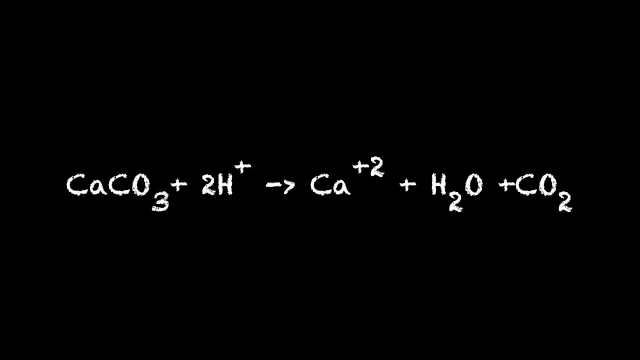 CaCO₃+ 2H⁺ -> Ca⁺² + H₂O +CO₂